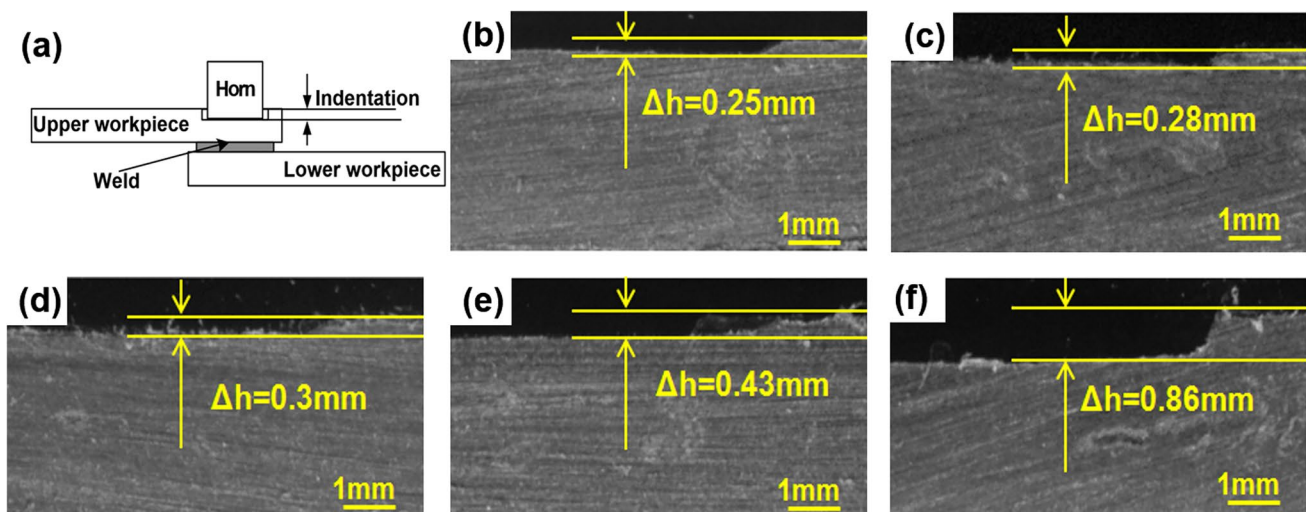 (a)
Horn
Indentation
Upper workpiece
Weld
Lower workpiece
(b)
Δh=0.25mm
1mm
(c)
Δh=0.28mm
1mm
(d)
Δh=0.3mm
1mm
(e)
Δh=0.43mm
1mm
(f)
Δh=0.86mm
1mm